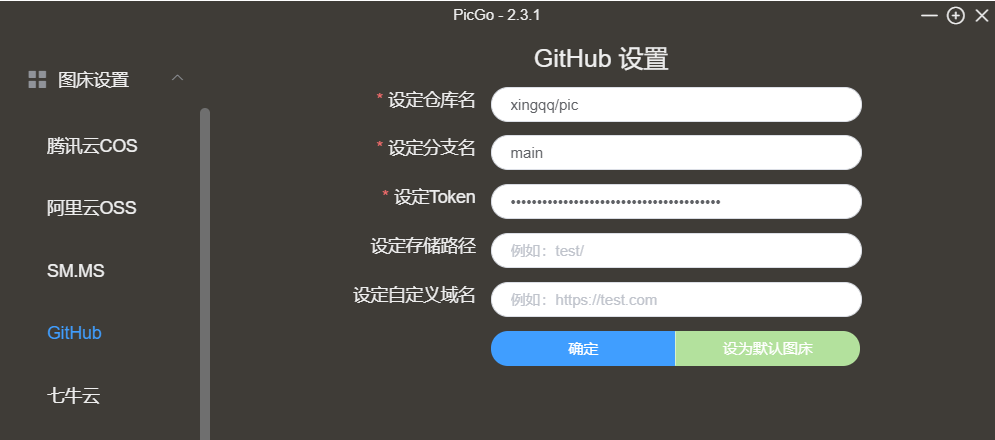 PicGo - 2.3.1
图床设置
腾讯云COS
阿里云OSS
SM.MS
GitHub
七牛云
GitHub 设置
* 设定仓库名
xingqq/pic
* 设定分支名
main
* 设定Token
••••••••••••••••••••••••••••••••••••••••
设定存储路径
例如：test/
设定自定义域名
例如：https://test.com
确定
设为默认图床